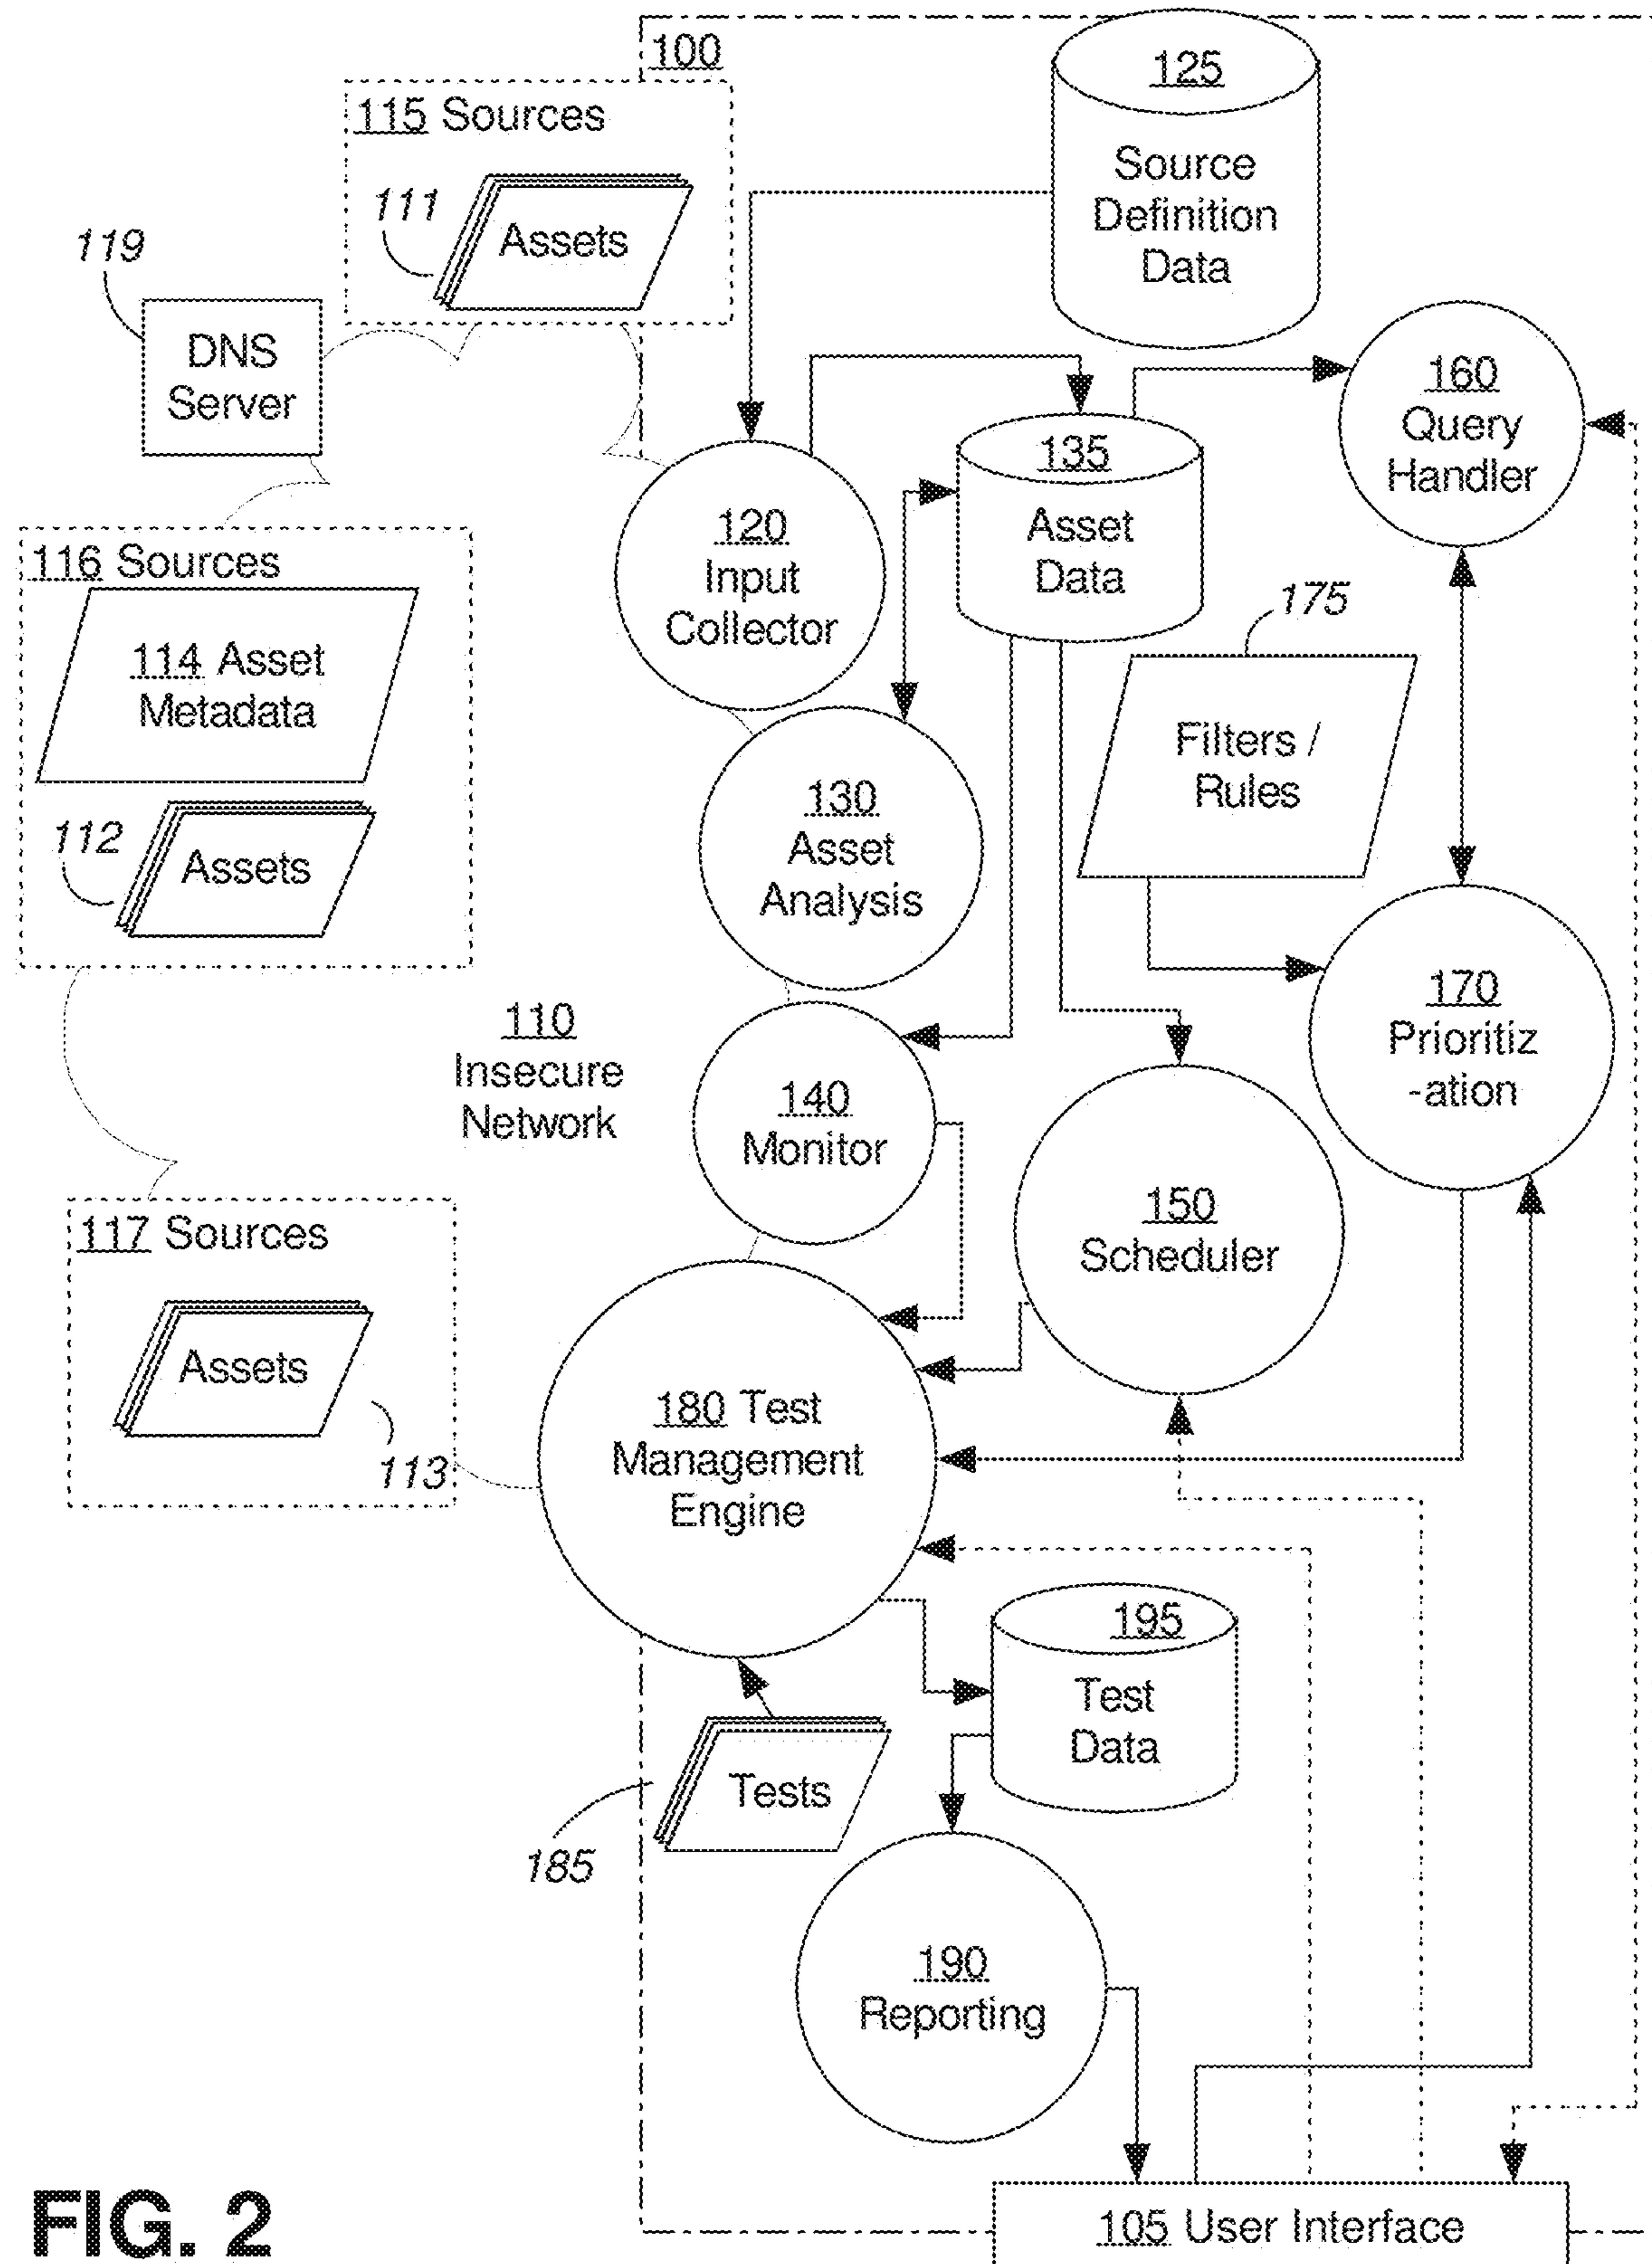 100
125
Source
Definition
Data
115 Sources
111
Assets
119
DNS
Server
160
Query
Handler
135
Asset
Data
120
Input
Collector
116 Sources
114 Asset
Metadata
112
Assets
175
Filters /
Rules
130
Asset
Analysis
110
Insecure
Network
170
Prioritiz
-ation
140
Monitor
150
Scheduler
117 Sources
Assets
113
180 Test
Management
Engine
195
Test
Data
Tests
185
190
Reporting
105 User Interface
FIG. 2